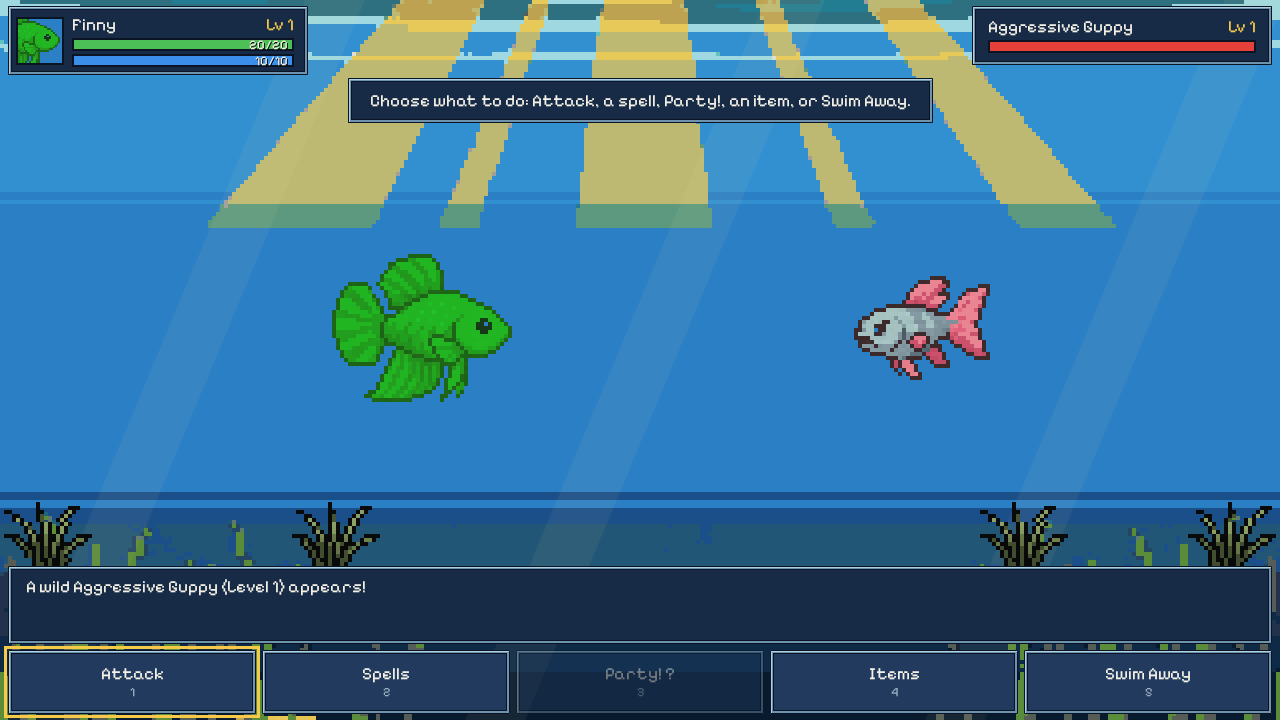 Finny Lv 1
20/20
10/10
Aggressive Guppy Lv 1
Choose what to do: Attack, a spell, Party!, an item, or Swim Away.
A wild Aggressive Guppy (Level 1) appears!
Attack
1
Spells
2
Party! ?
3
Items
4
Swim Away
S